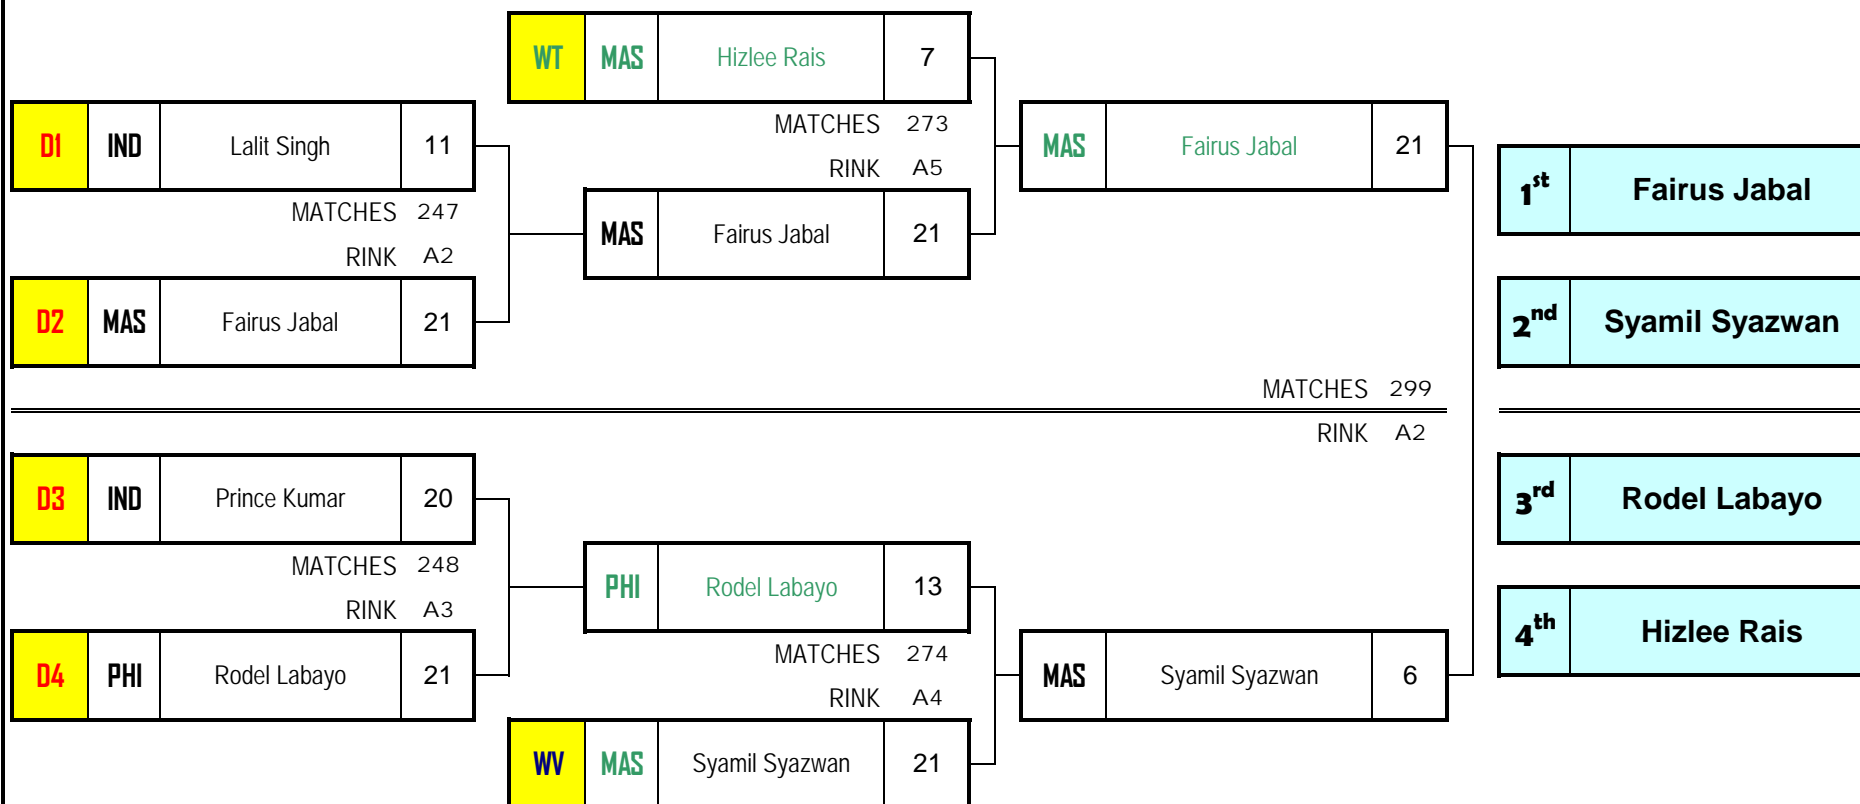 WT MAS Hizlee Rais 7
MATCHES 273
D1 IND Lalit Singh 11
MAS Fairus Jabal 21
RINK A5
1st Fairus Jabal
MATCHES 247
MAS Fairus Jabal 21
RINK A2
D2 MAS Fairus Jabal 21
2nd Syamil Syazwan
MATCHES 299
RINK A2
D3 IND Prince Kumar 20
3rd Rodel Labayo
MATCHES 248
PHI Rodel Labayo 13
RINK A3
4th Hizlee Rais
MATCHES 274
D4 PHI Rodel Labayo 21
MAS Syamil Syazwan 6
RINK A4
WV MAS Syamil Syazwan 21